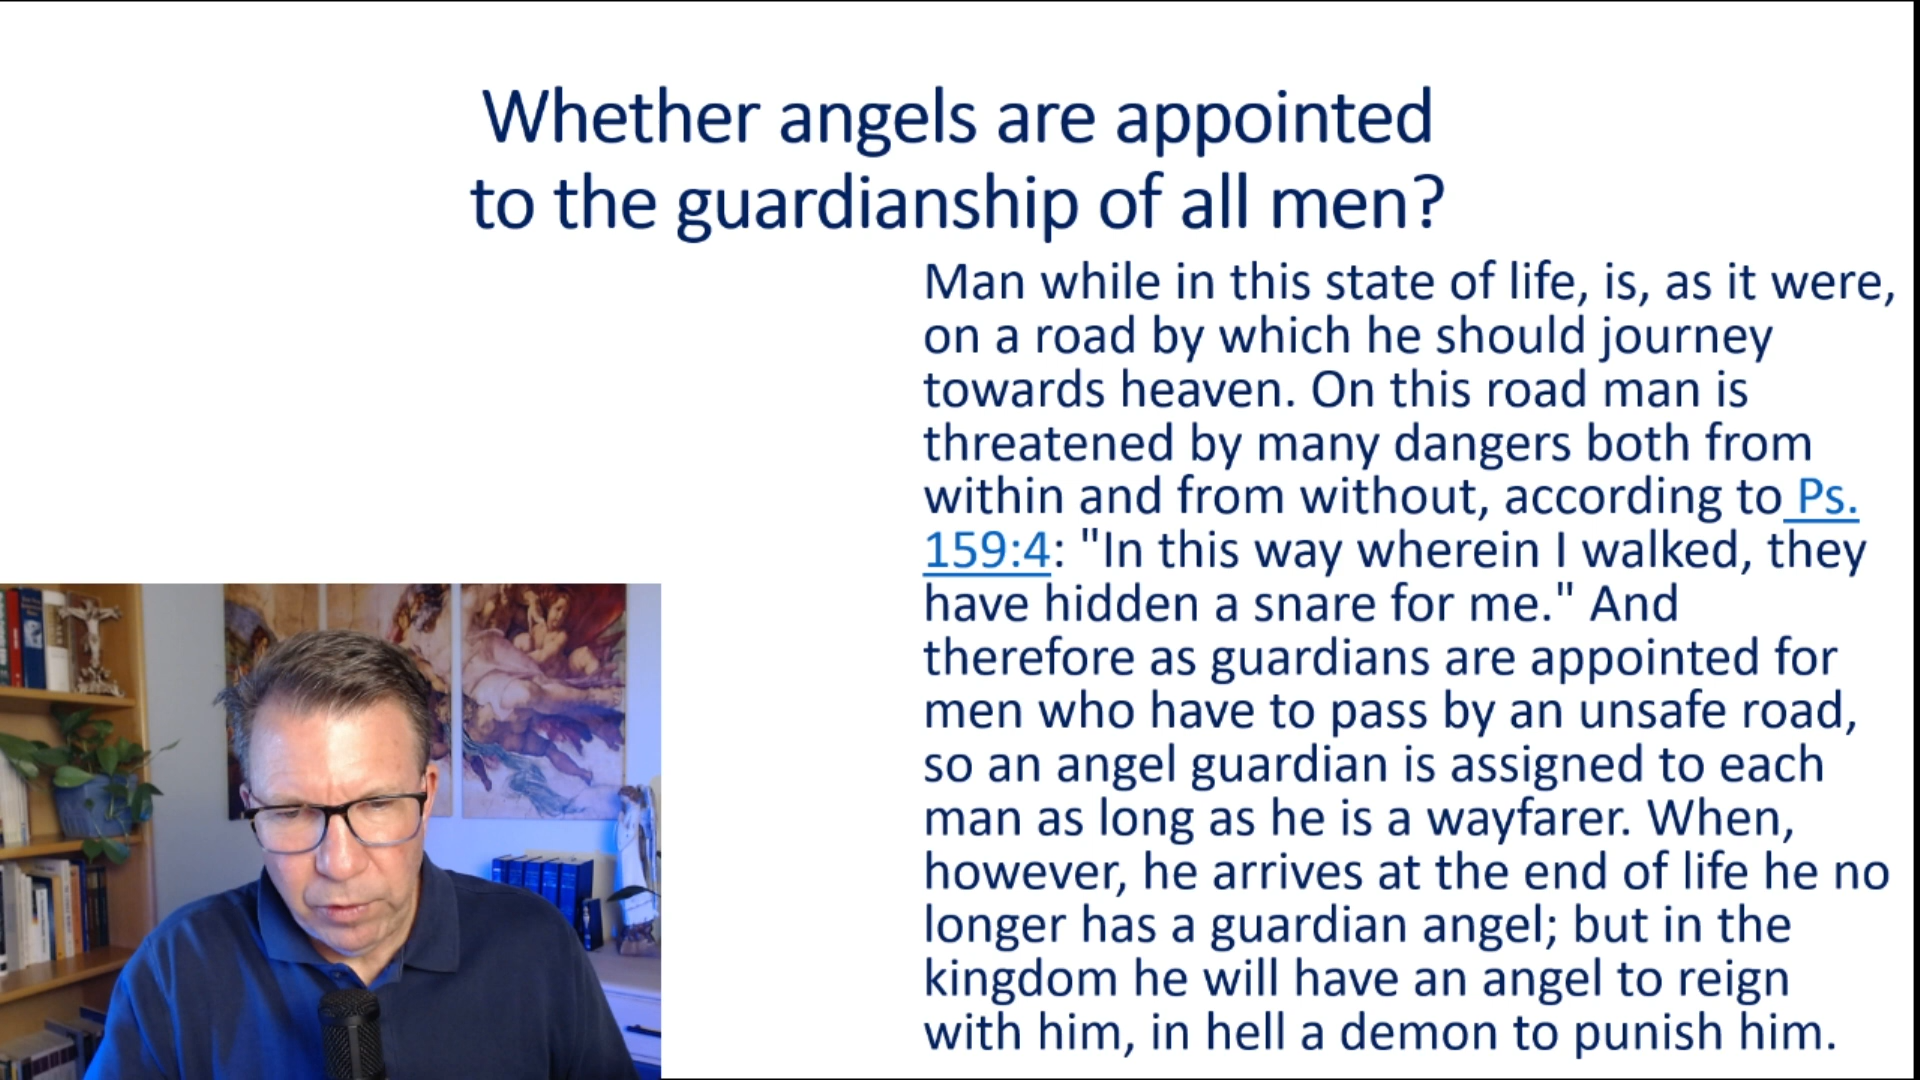 Whether angels are appointed
to the guardianship of all men?
Man while in this state of life, is, as it were,
on a road by which he should journey
towards heaven. On this road man is
threatened by many dangers both from
within and from without, according to Ps.
159:4: "In this way wherein I walked, they
have hidden a snare for me." And
therefore as guardians are appointed for
men who have to pass by an unsafe road,
so an angel guardian is assigned to each
man as long as he is a wayfarer. When,
however, he arrives at the end of life he no
longer has a guardian angel; but in the
kingdom he will have an angel to reign
with him, in hell a demon to punish him.